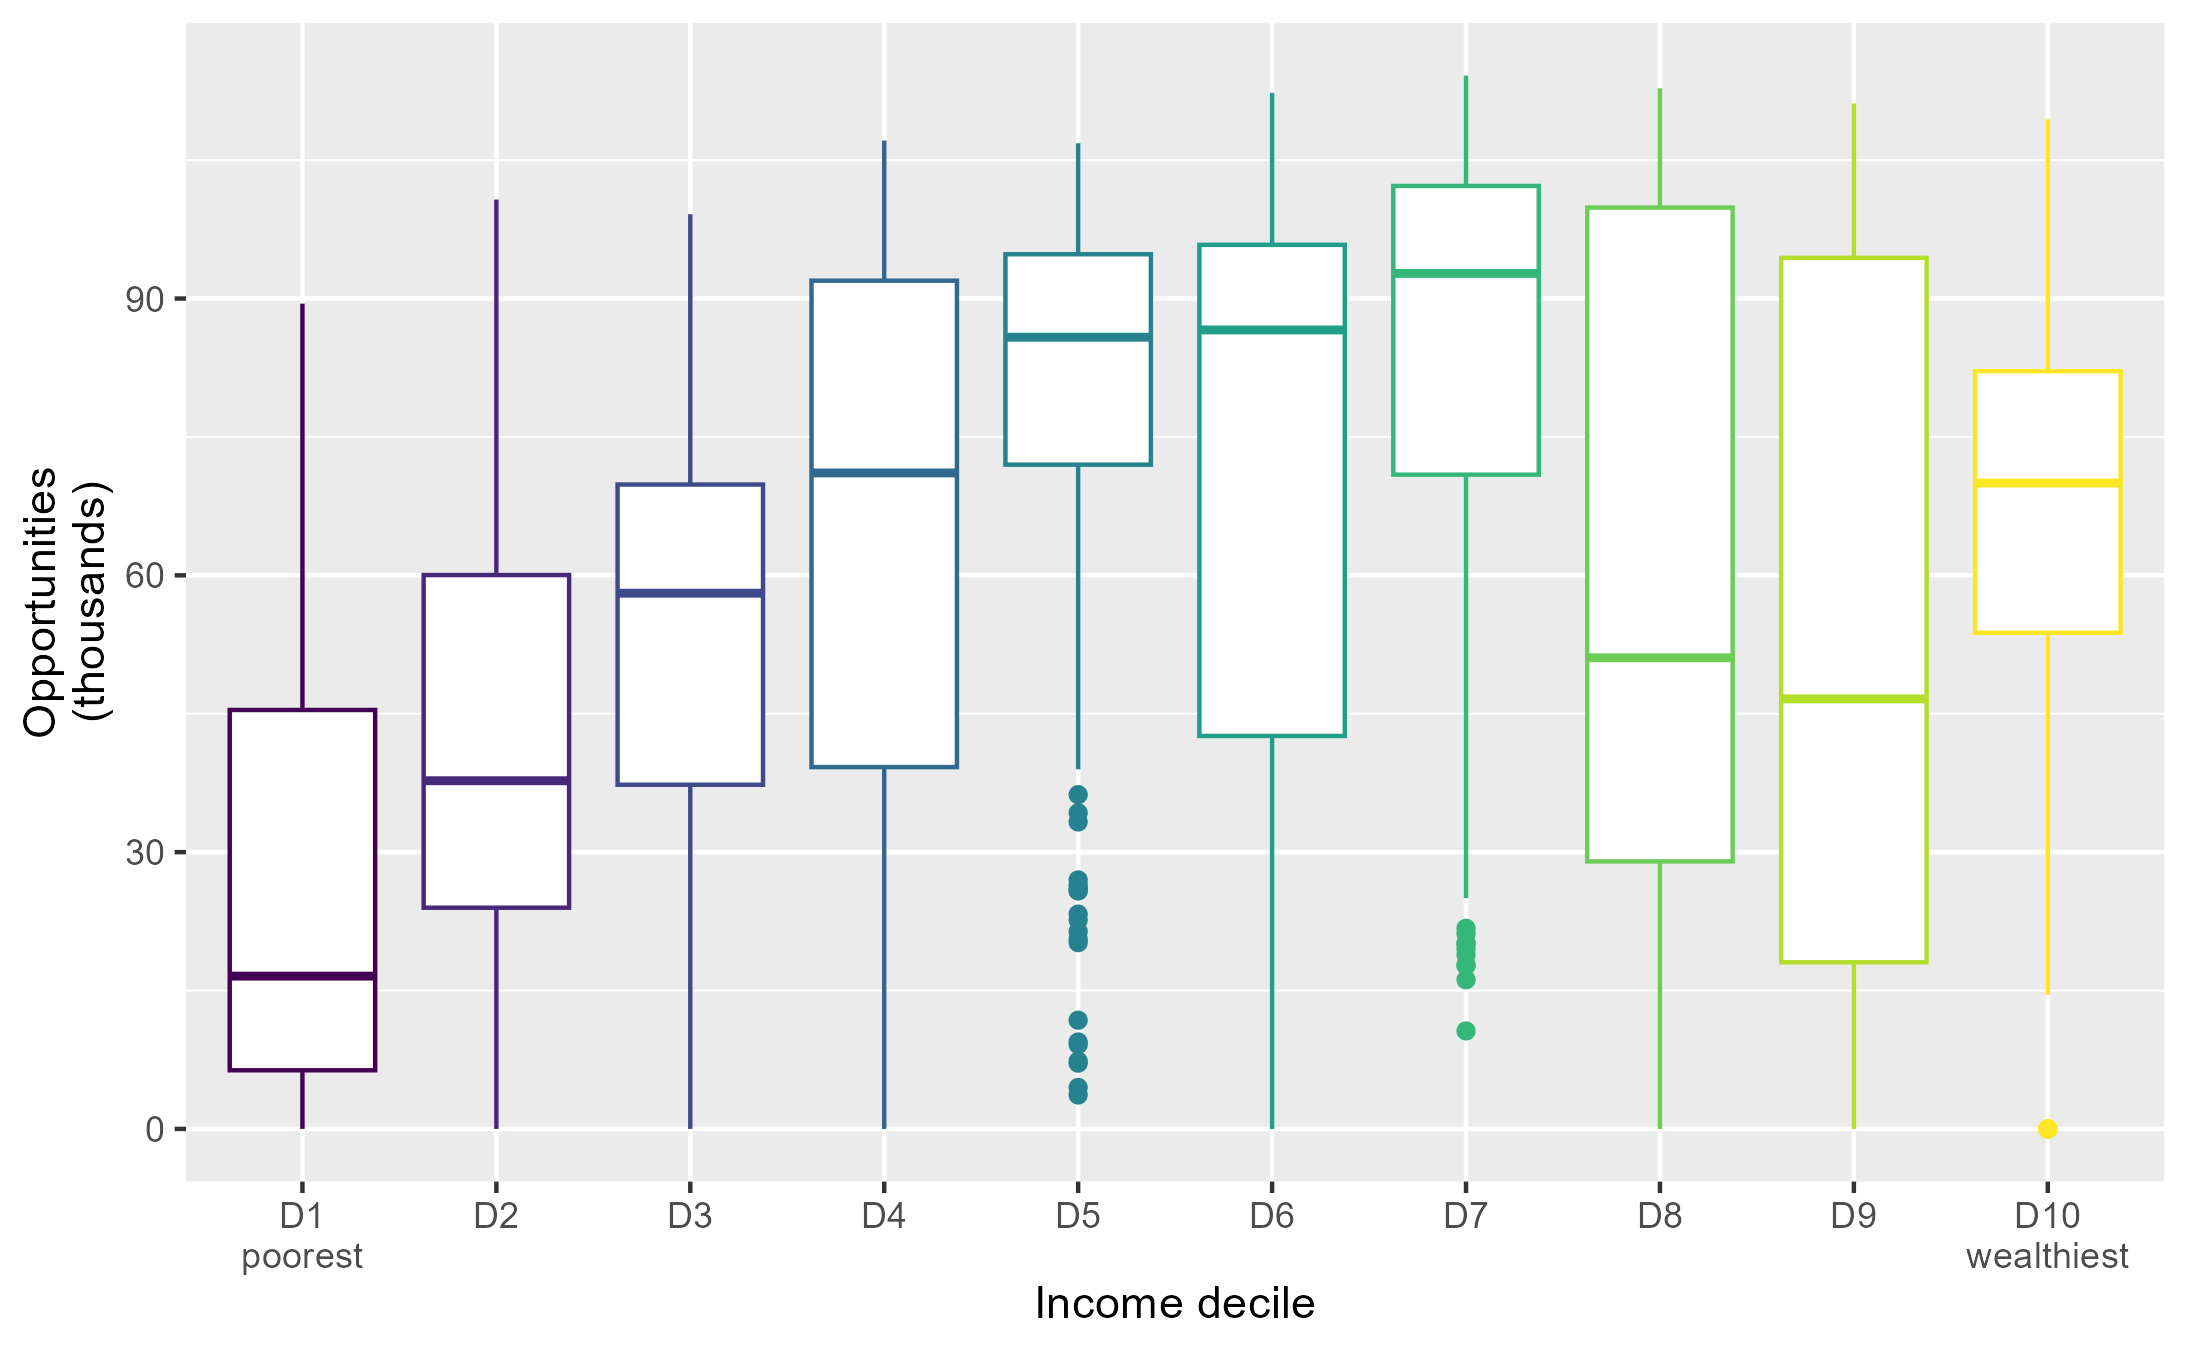 Opportunities
(thousands)
90
60
30
0
D1
poorest
D2
D3
D4
D5
D6
D7
D8
D9
D10
wealthiest
Income decile